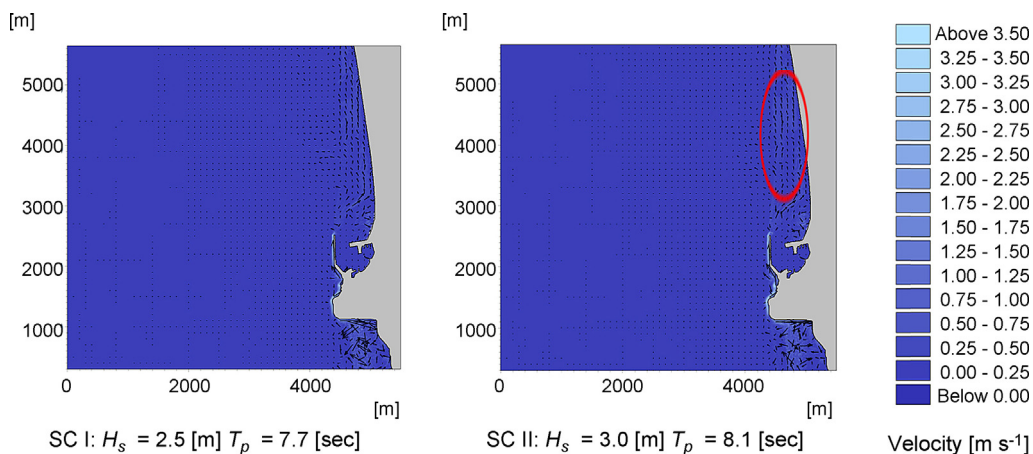 [m]
5000
4000
3000
2000
1000
0
2000
4000
[m]
SC I: Hs = 2.5 [m] Tp = 7.7 [sec]
[m]
5000
4000
3000
2000
1000
0
2000
4000
[m]
SC II: Hs = 3.0 [m] Tp = 8.1 [sec]
Above 3.50
3.25 - 3.50
3.00 - 3.25
2.75 - 3.00
2.50 - 2.75
2.25 - 2.50
2.00 - 2.25
1.75 - 2.00
1.50 - 1.75
1.25 - 1.50
1.00 - 1.25
0.75 - 1.00
0.50 - 0.75
0.25 - 0.50
0.00 - 0.25
Below 0.00
Velocity [m s-1]